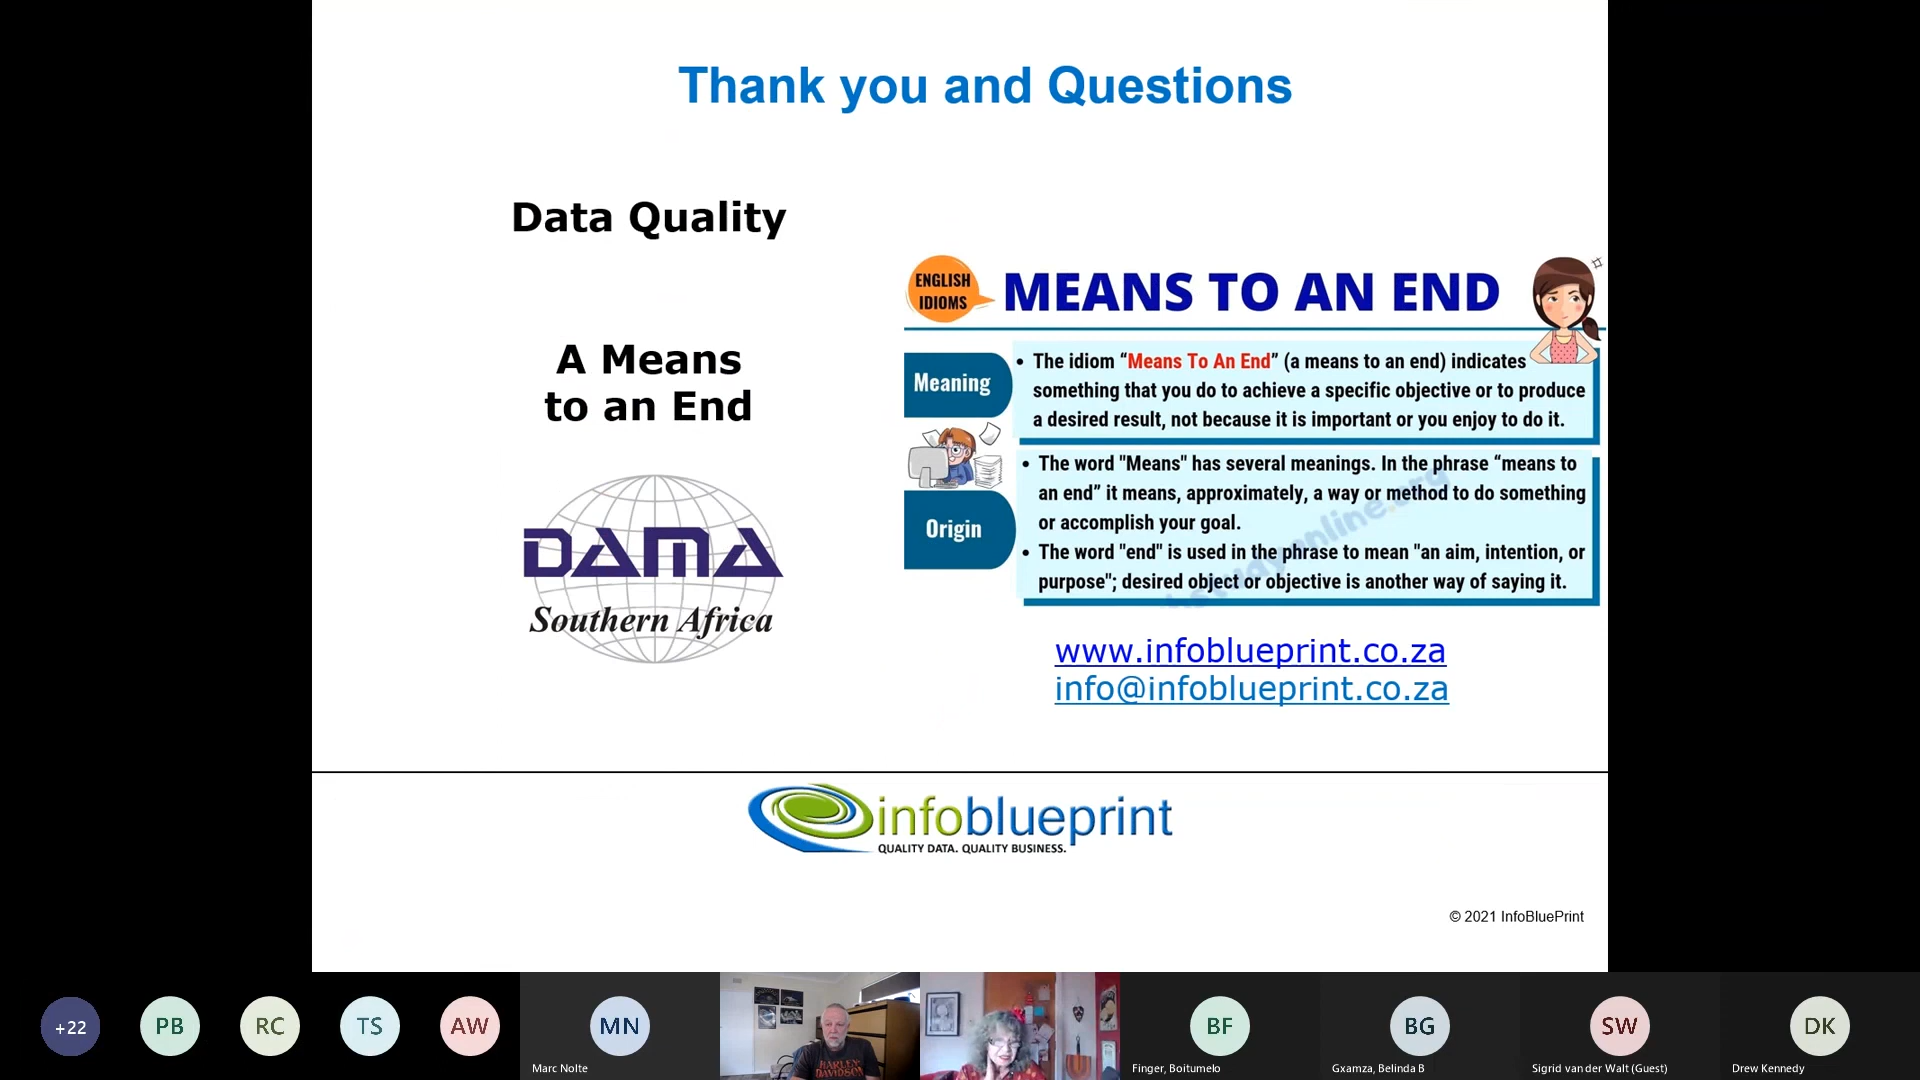 Thank you and Questions
Data Quality
A Means
to an End
DAMA
Southern Africa
ENGLISH
IDIOMS
MEANS TO AN END
Meaning
• The idiom “Means To An End” (a means to an end) indicates
something that you do to achieve a specific objective or to produce
a desired result, not because it is important or you enjoy to do it.
Origin
• The word "Means" has several meanings. In the phrase “means to
an end” it means, approximately, a way or method to do something
or accomplish your goal.
• The word "end" is used in the phrase to mean "an aim, intention, or
purpose"; desired object or objective is another way of saying it.
www.infoblueprint.co.za
info@infoblueprint.co.za
infoblueprint
QUALITY DATA. QUALITY BUSINESS.
© 2021 InfoBluePrint
+22
PB
RC
TS
AW
MN
Marc Nolte
HARLEY
DAVIDSON
BF
Finger, Boitumelo
BG
Gxamza, Belinda B
SW
Sigrid van der Walt (Guest)
DK
Drew Kennedy